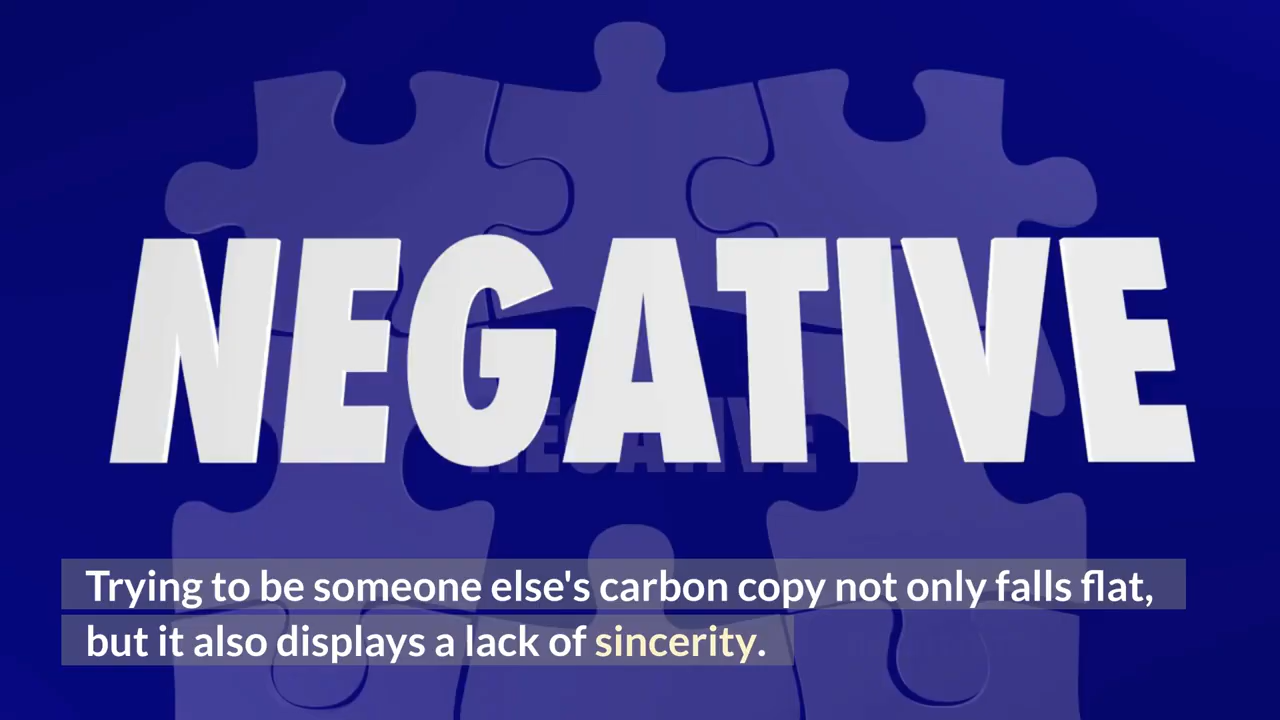 NEGATIVE
NEGATIVE
Trying to be someone else's carbon copy not only falls flat,
but it also displays a lack of sincerity.